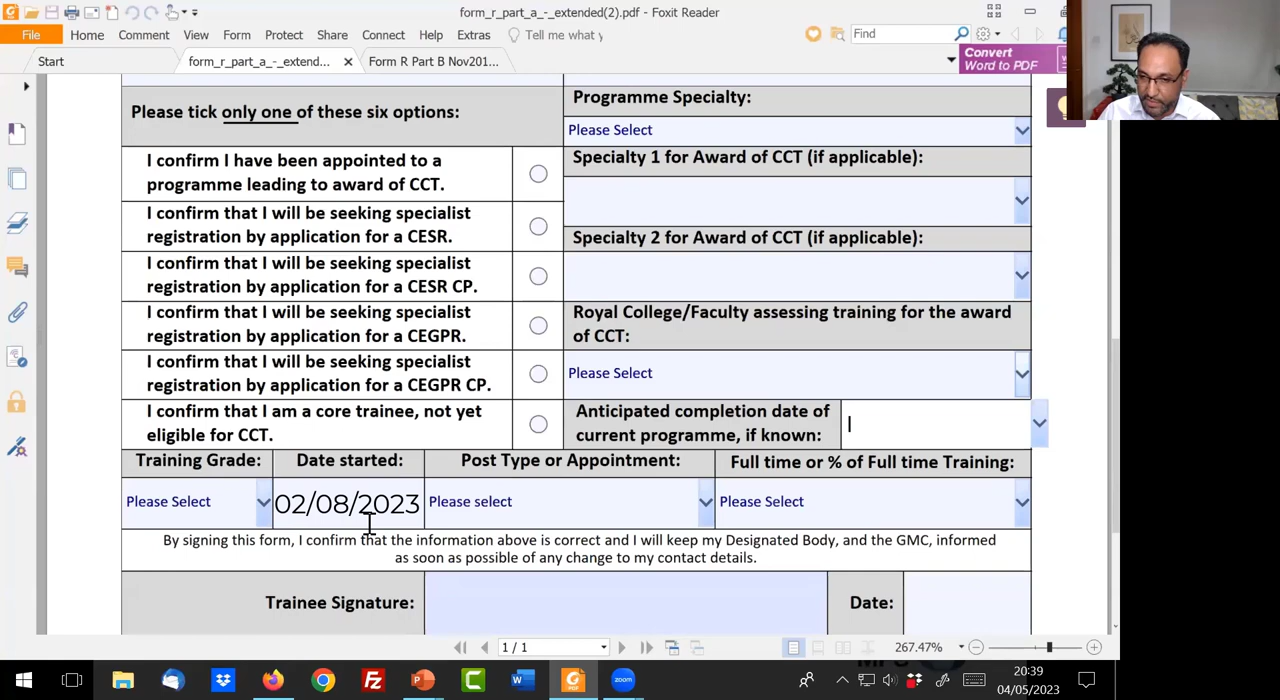 form_r_part_a_-_extended(2).pdf - Foxit Reader
File Home Comment View Form Protect Share Connect Help Extras Tell me what y Find
Start form_r_part_a_-_extend... Form R Part B Nov201...
Convert
Word to PDF
Please tick only one of these six options:
Programme Specialty:
Please Select
I confirm I have been appointed to a
programme leading to award of CCT.
Specialty 1 for Award of CCT (if applicable):
I confirm that I will be seeking specialist
registration by application for a CESR.
Specialty 2 for Award of CCT (if applicable):
I confirm that I will be seeking specialist
registration by application for a CESR CP.
I confirm that I will be seeking specialist
registration by application for a CEGPR.
Royal College/Faculty assessing training for the award
of CCT:
I confirm that I will be seeking specialist
registration by application for a CEGPR CP.
Please Select
I confirm that I am a core trainee, not yet
eligible for CCT.
Anticipated completion date of
current programme, if known:
Training Grade: Date started: Post Type or Appointment: Full time or % of Full time Training:
Please Select 02/08/2023 Please select Please Select
By signing this form, I confirm that the information above is correct and I will keep my Designated Body, and the GMC, informed
as soon as possible of any change to my contact details.
Trainee Signature: Date:
1 / 1 267.47%
20:39
04/05/2023